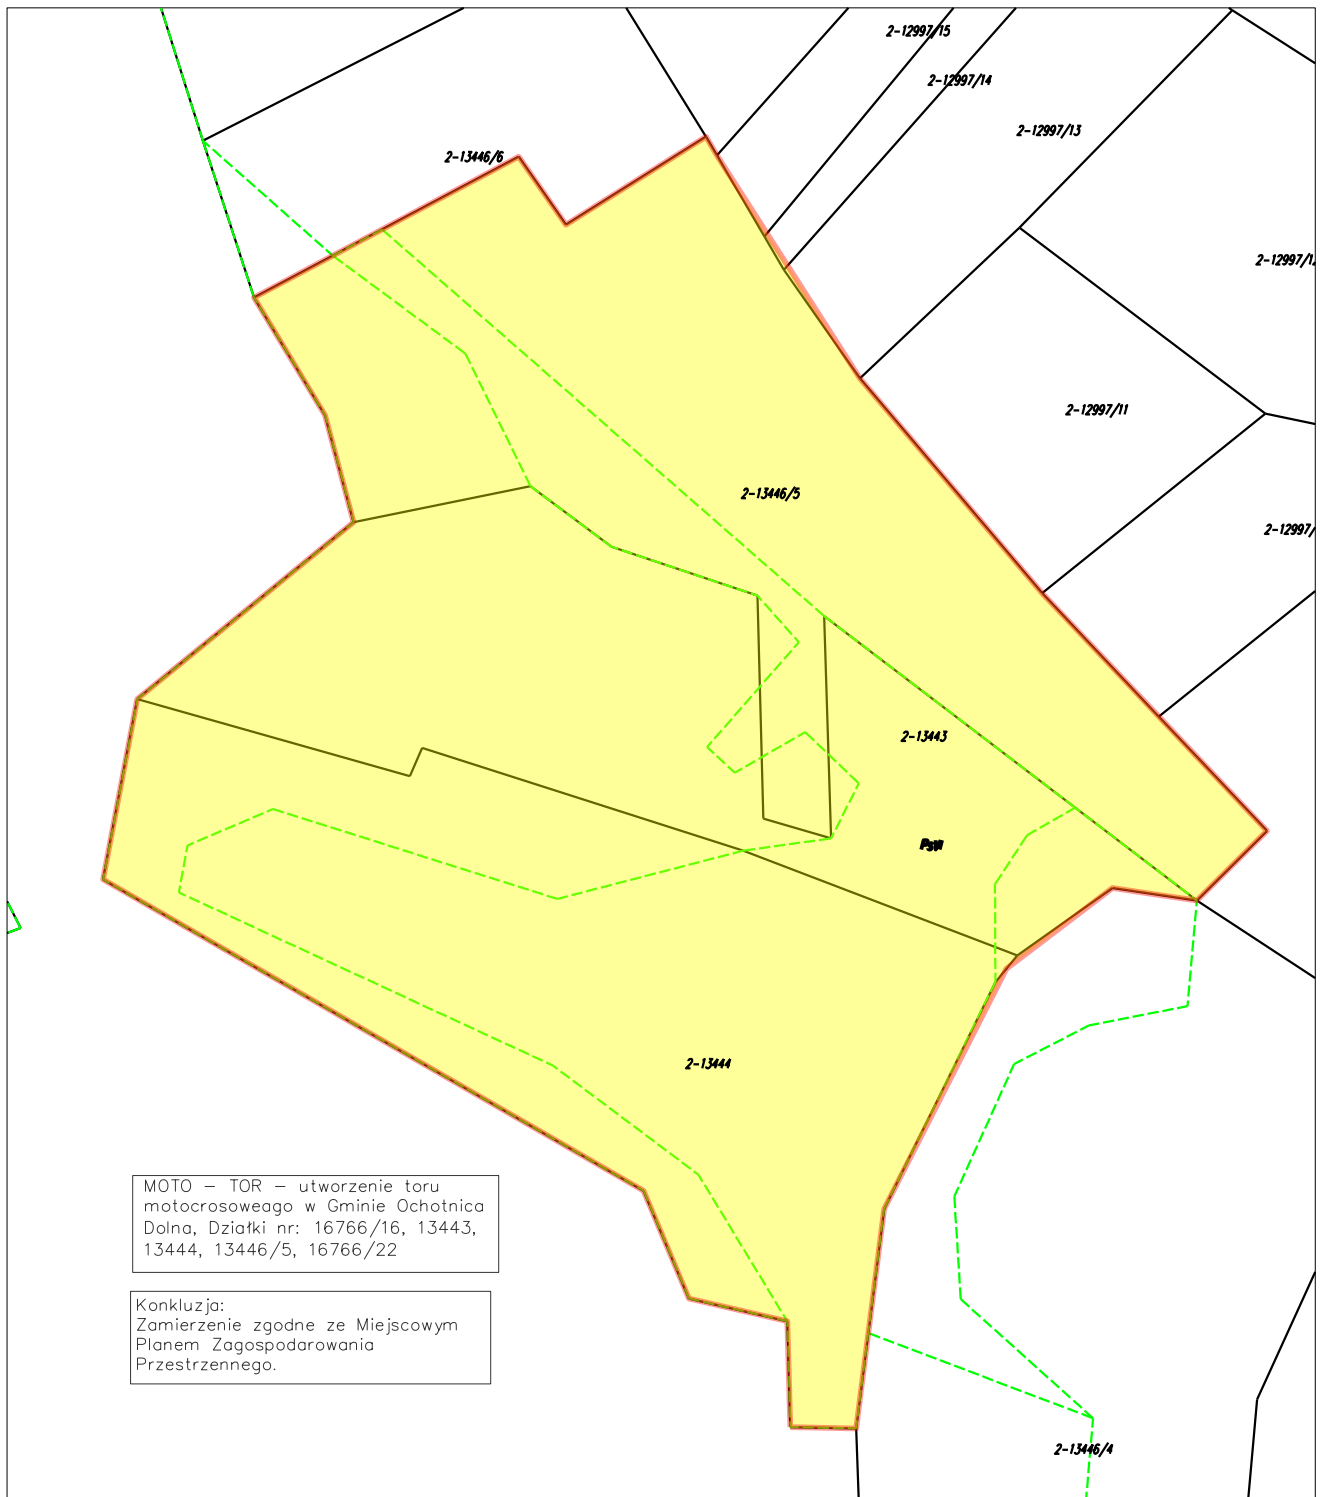 2-12997/15
2-12997/14
2-12997/13
2-13446/6
2-12997/1
2-12997/11
2-13446/5
2-12997/
2-13443
PsVI
2-13444
MOTO – TOR – utworzenie toru
motocrosoweago w Gminie Ochotnica
Dolna, Działki nr: 16766/16, 13443,
13444, 13446/5, 16766/22
Konkluzja:
Zamierzenie zgodne ze Miejscowym
Planem Zagospodarowania
Przestrzennego.
2-13446/4